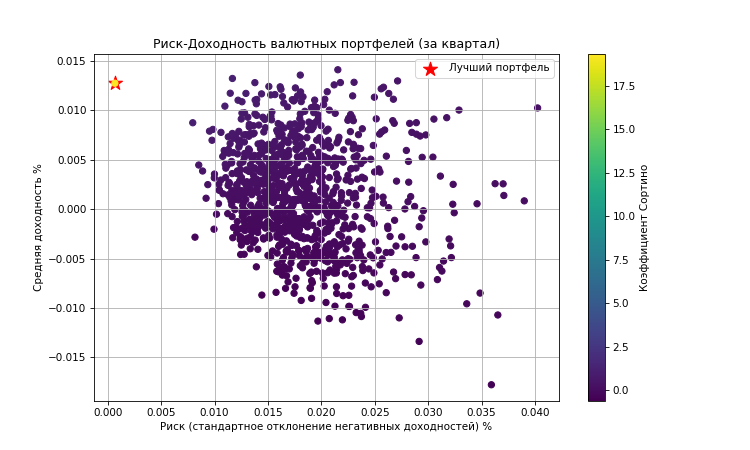 Риск-Доходность валютных портфелей (за квартал)
Лучший портфель
0.015
0.010
0.005
0.000
−0.005
−0.010
−0.015
Средняя доходность %
0.000 0.005 0.010 0.015 0.020 0.025 0.030 0.035 0.040
Риск (стандартное отклонение негативных доходностей) %
17.5
15.0
12.5
10.0
7.5
5.0
2.5
0.0
Коэффициент Сортино